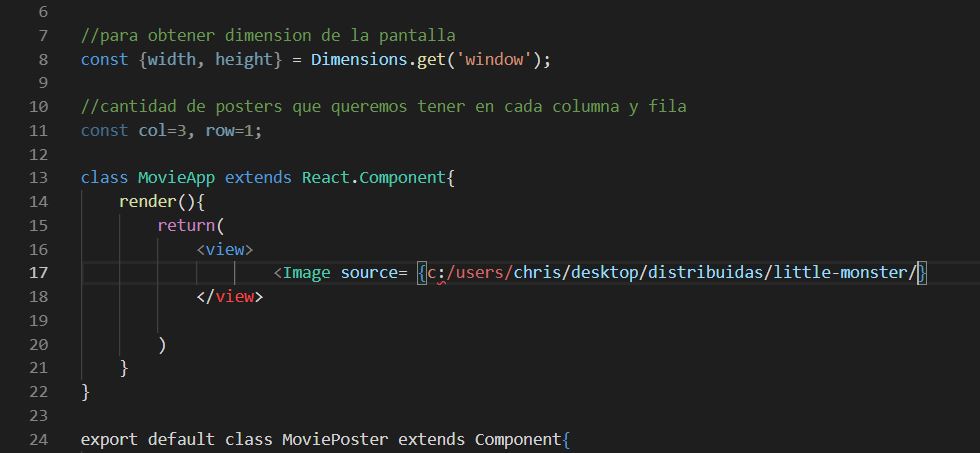 6
7 //para obtener dimension de la pantalla
8 const {width, height} = Dimensions.get('window');
9
10 //cantidad de posters que queremos tener en cada columna y fila
11 const col=3, row=1;
12
13 class MovieApp extends React.Component{
14 render(){
15 return(
16 <view>
17 <Image source= {c:/users/chris/desktop/distribuidas/little-monster/}
18 </view>
19
20 )
21 }
22 }
23
24 export default class MoviePoster extends Component{